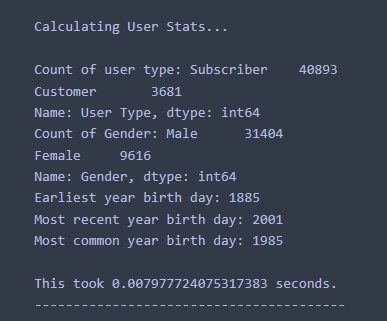 Calculating User Stats...
Count of user type: Subscriber    40893
Customer       3681
Name: User Type, dtype: int64
Count of Gender: Male      31404
Female     9616
Name: Gender, dtype: int64
Earliest year birth day: 1885
Most recent year birth day: 2001
Most common year birth day: 1985
This took 0.007977724075317383 seconds.
----------------------------------------